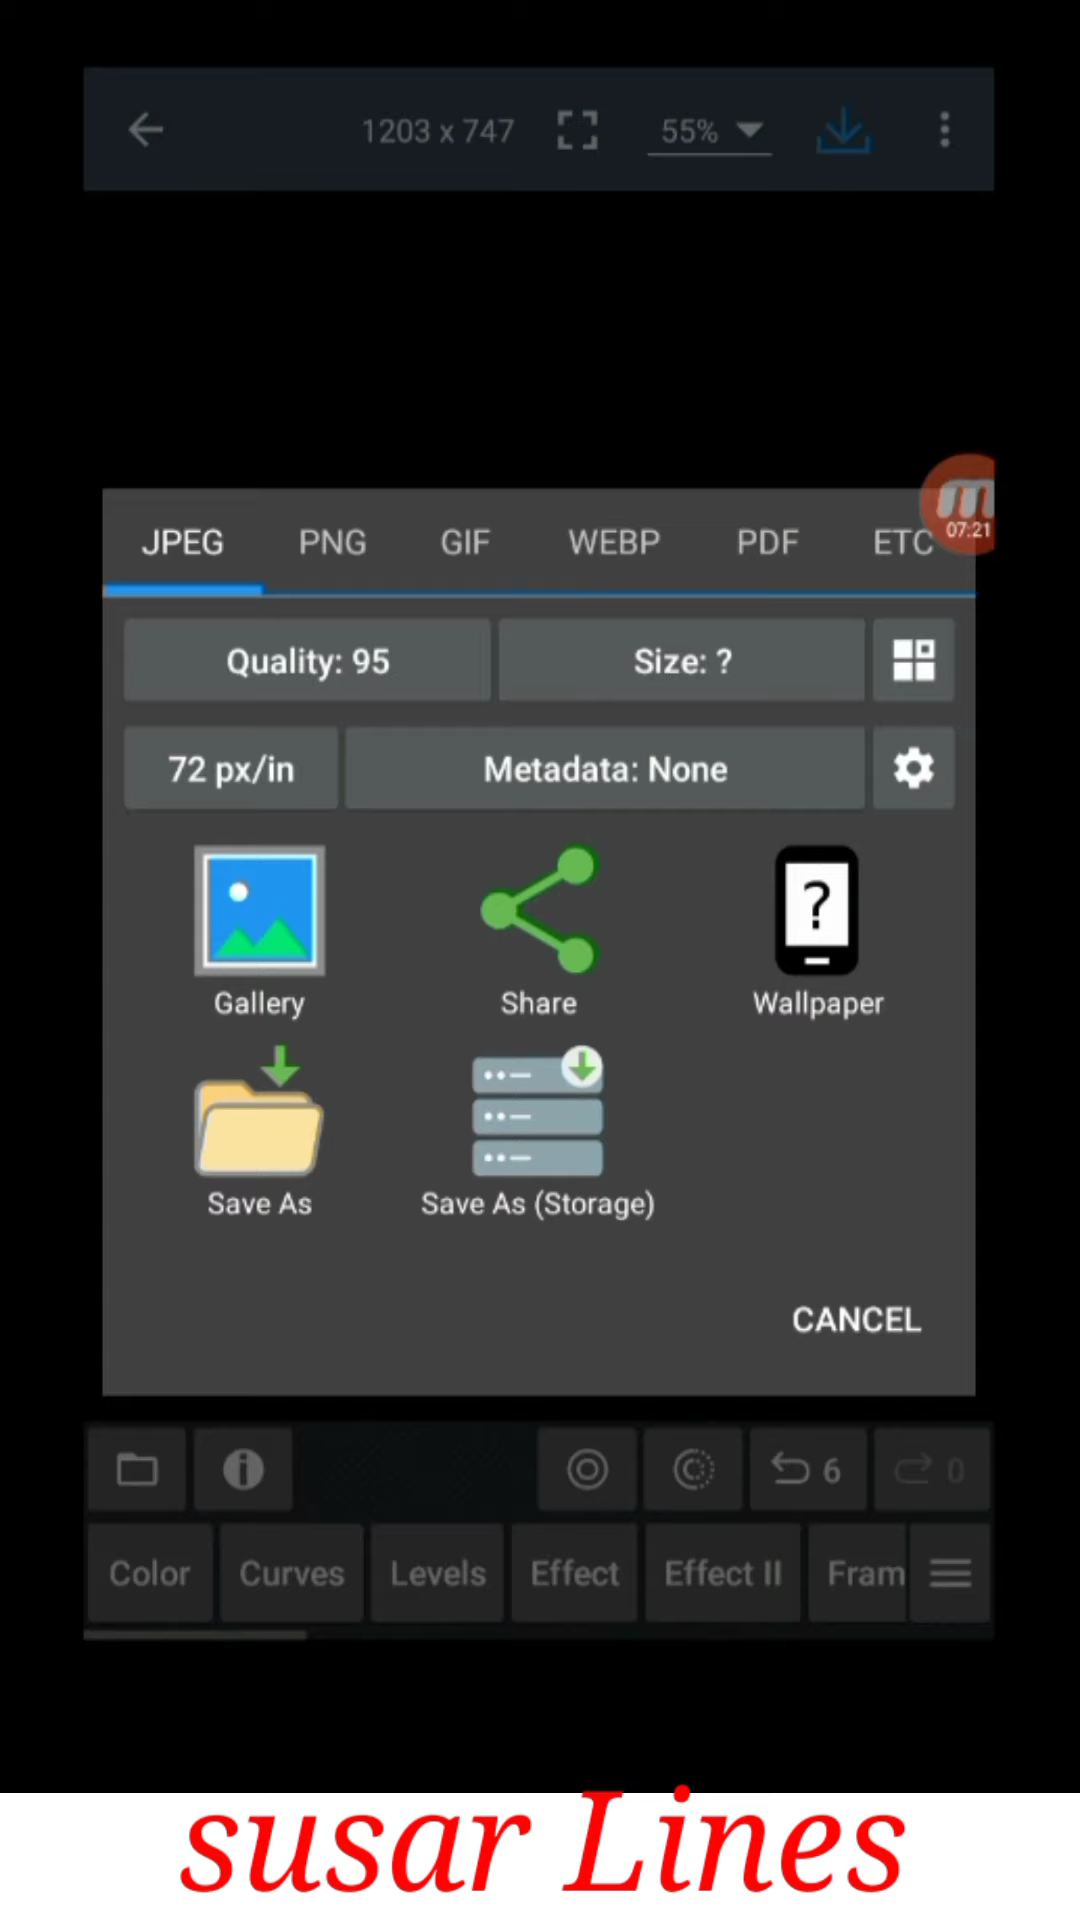 1203 x 747 55%
07:21
JPEG PNG GIF WEBP PDF ETC
Quality: 95 Size: ?
72 px/in Metadata: None
?
Gallery Share Wallpaper
Save As Save As (Storage)
CANCEL
6 0
Color Curves Levels Effect Effect II Fram
susar Lines